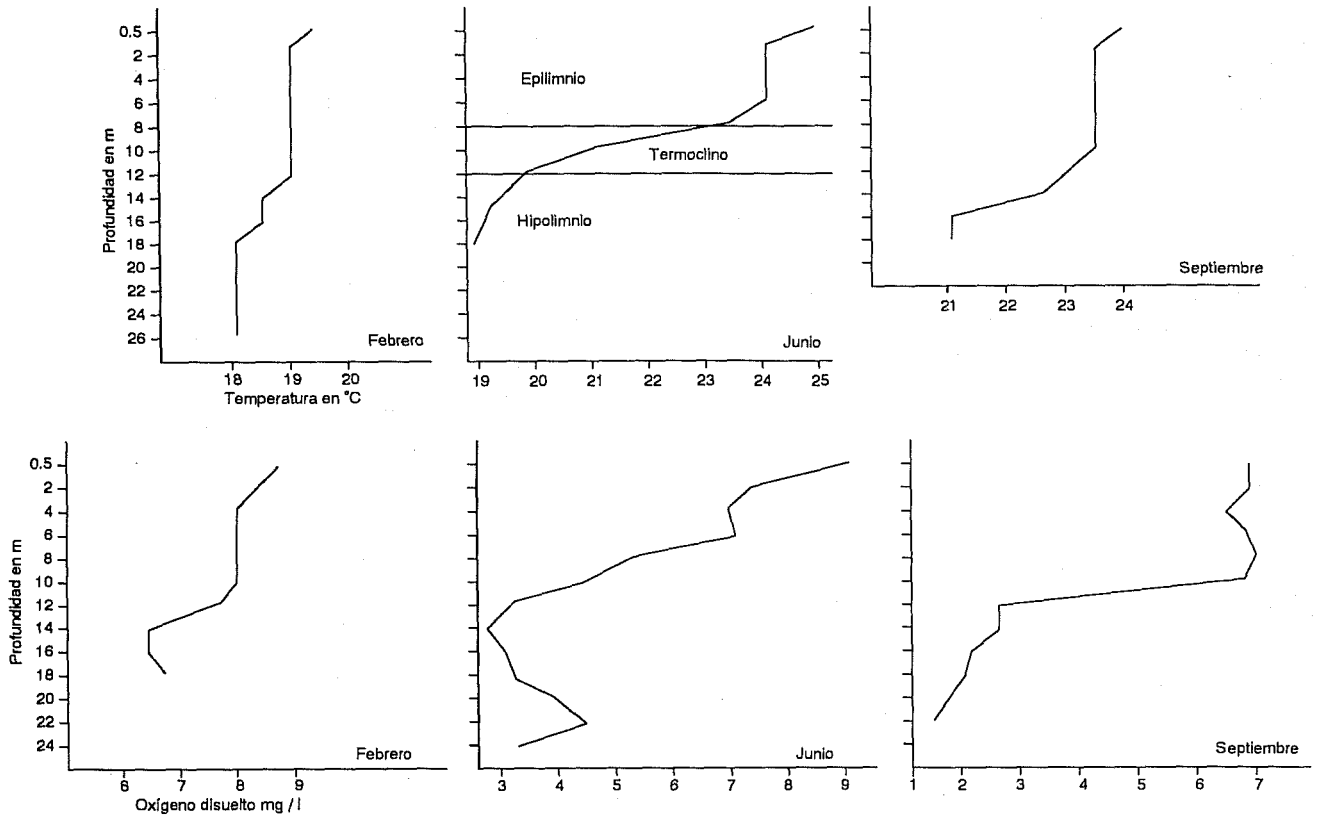 0.5
2
4
6
8
12
14
16
18
20
22
24
26
Profundidad en m
Febrero
18 19 20
Temperatura en °C
Epilimnio
Termoclino
Hipolimnio
Junio
19 20 21 22 23 24 25
Septiembre
21 22 23 24
0.5
2
4
6
8
10
12
14
16
18
20
22
24
Profundidad en m
Febrero
6 7 8 9
Oxígeno disuelto mg / l
Junio
3 4 5 6 7 8 9
Septiembre
1 2 3 4 5 6 7